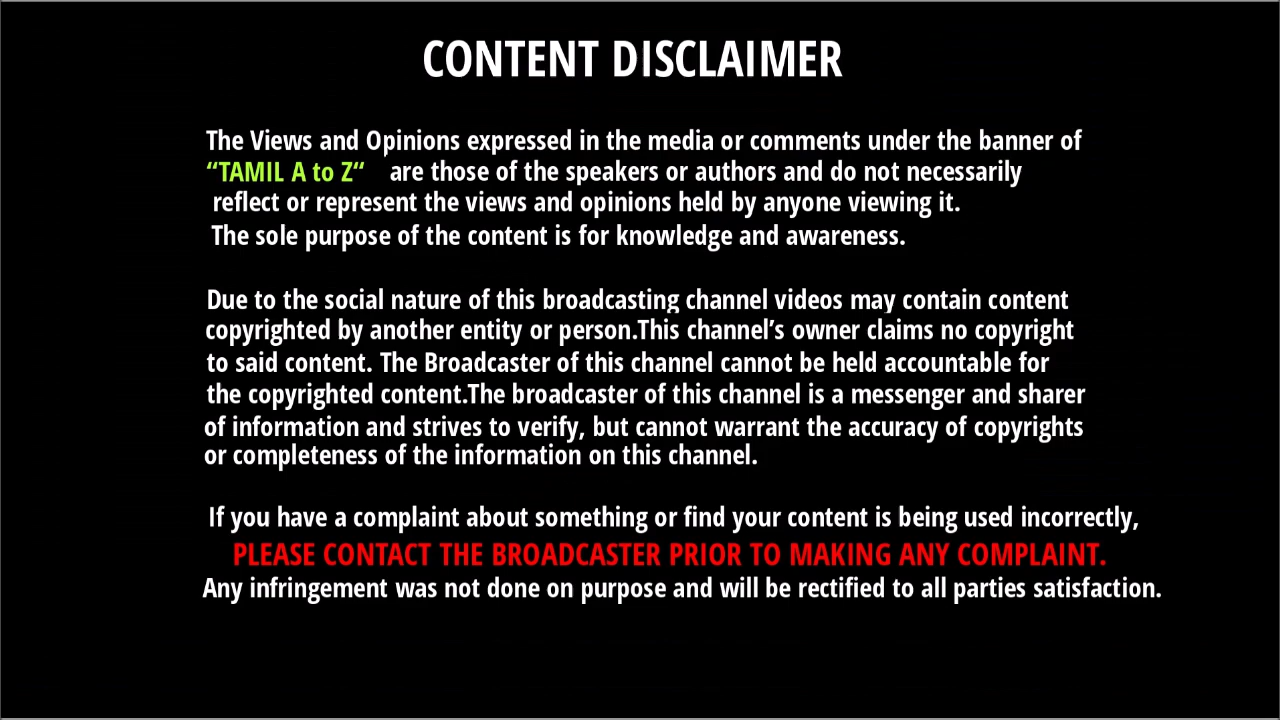 CONTENT DISCLAIMER
The Views and Opinions expressed in the media or comments under the banner of
“TAMIL A to Z“ are those of the speakers or authors and do not necessarily
reflect or represent the views and opinions held by anyone viewing it.
The sole purpose of the content is for knowledge and awareness.
Due to the social nature of this broadcasting channel videos may contain content
copyrighted by another entity or person.This channel’s owner claims no copyright
to said content. The Broadcaster of this channel cannot be held accountable for
the copyrighted content.The broadcaster of this channel is a messenger and sharer
of information and strives to verify, but cannot warrant the accuracy of copyrights
or completeness of the information on this channel.
If you have a complaint about something or find your content is being used incorrectly,
PLEASE CONTACT THE BROADCASTER PRIOR TO MAKING ANY COMPLAINT.
Any infringement was not done on purpose and will be rectified to all parties satisfaction.